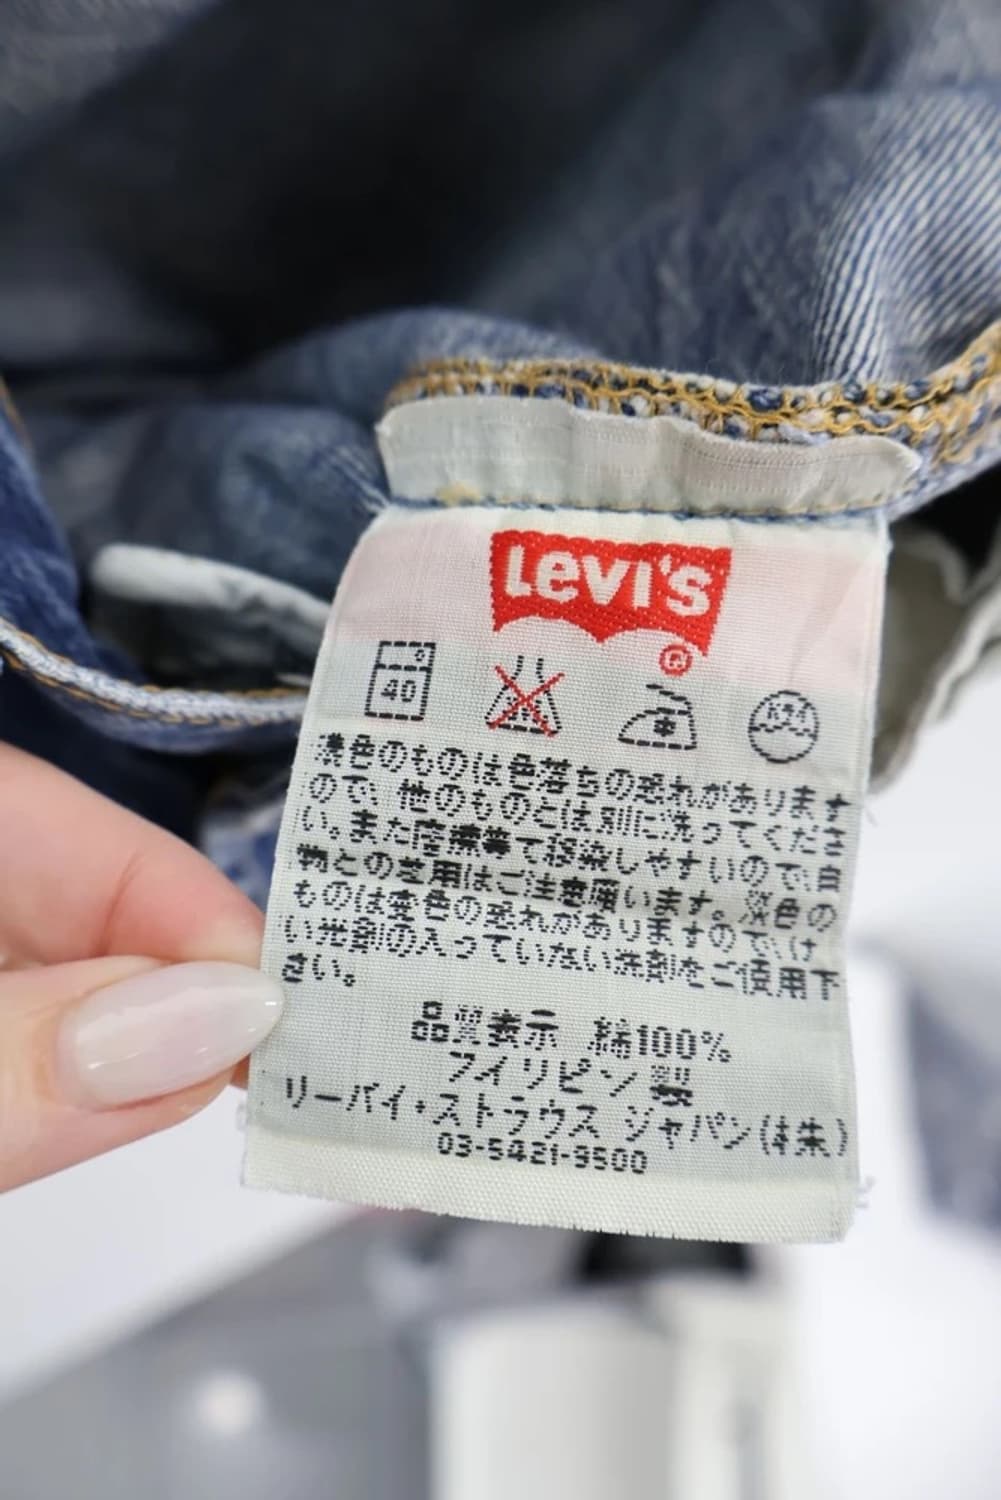 Levi's
®
40
濃色のものは色落ちの恐れがあります
ので、他のものとは別に洗ってくださ
い。また摩擦等で移染しやすいので、白
物との着用はご注意願います。淡色の
ものは変色の恐れがありますので、け
い光剤の入っていない洗剤をご使用下
さい。
品質表示 綿100%
フィリピン製
リーバイ・ストラウス ジャパン(株)
03-5421-9500